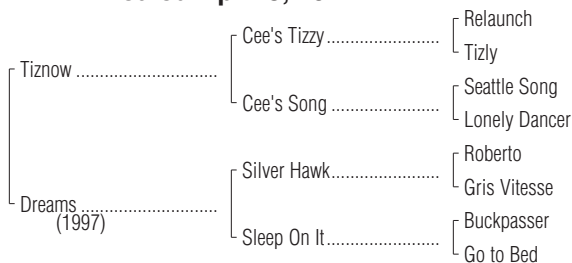 Relaunch
Cee's Tizzy ........................................
Tizly
Tiznow ..................................................
Seattle Song
Cee's Song ........................................
Lonely Dancer
Roberto
Silver Hawk.......................................
Gris Vitesse
Dreams ................................................
(1997)
Buckpasser
Sleep On It ........................................
Go to Bed